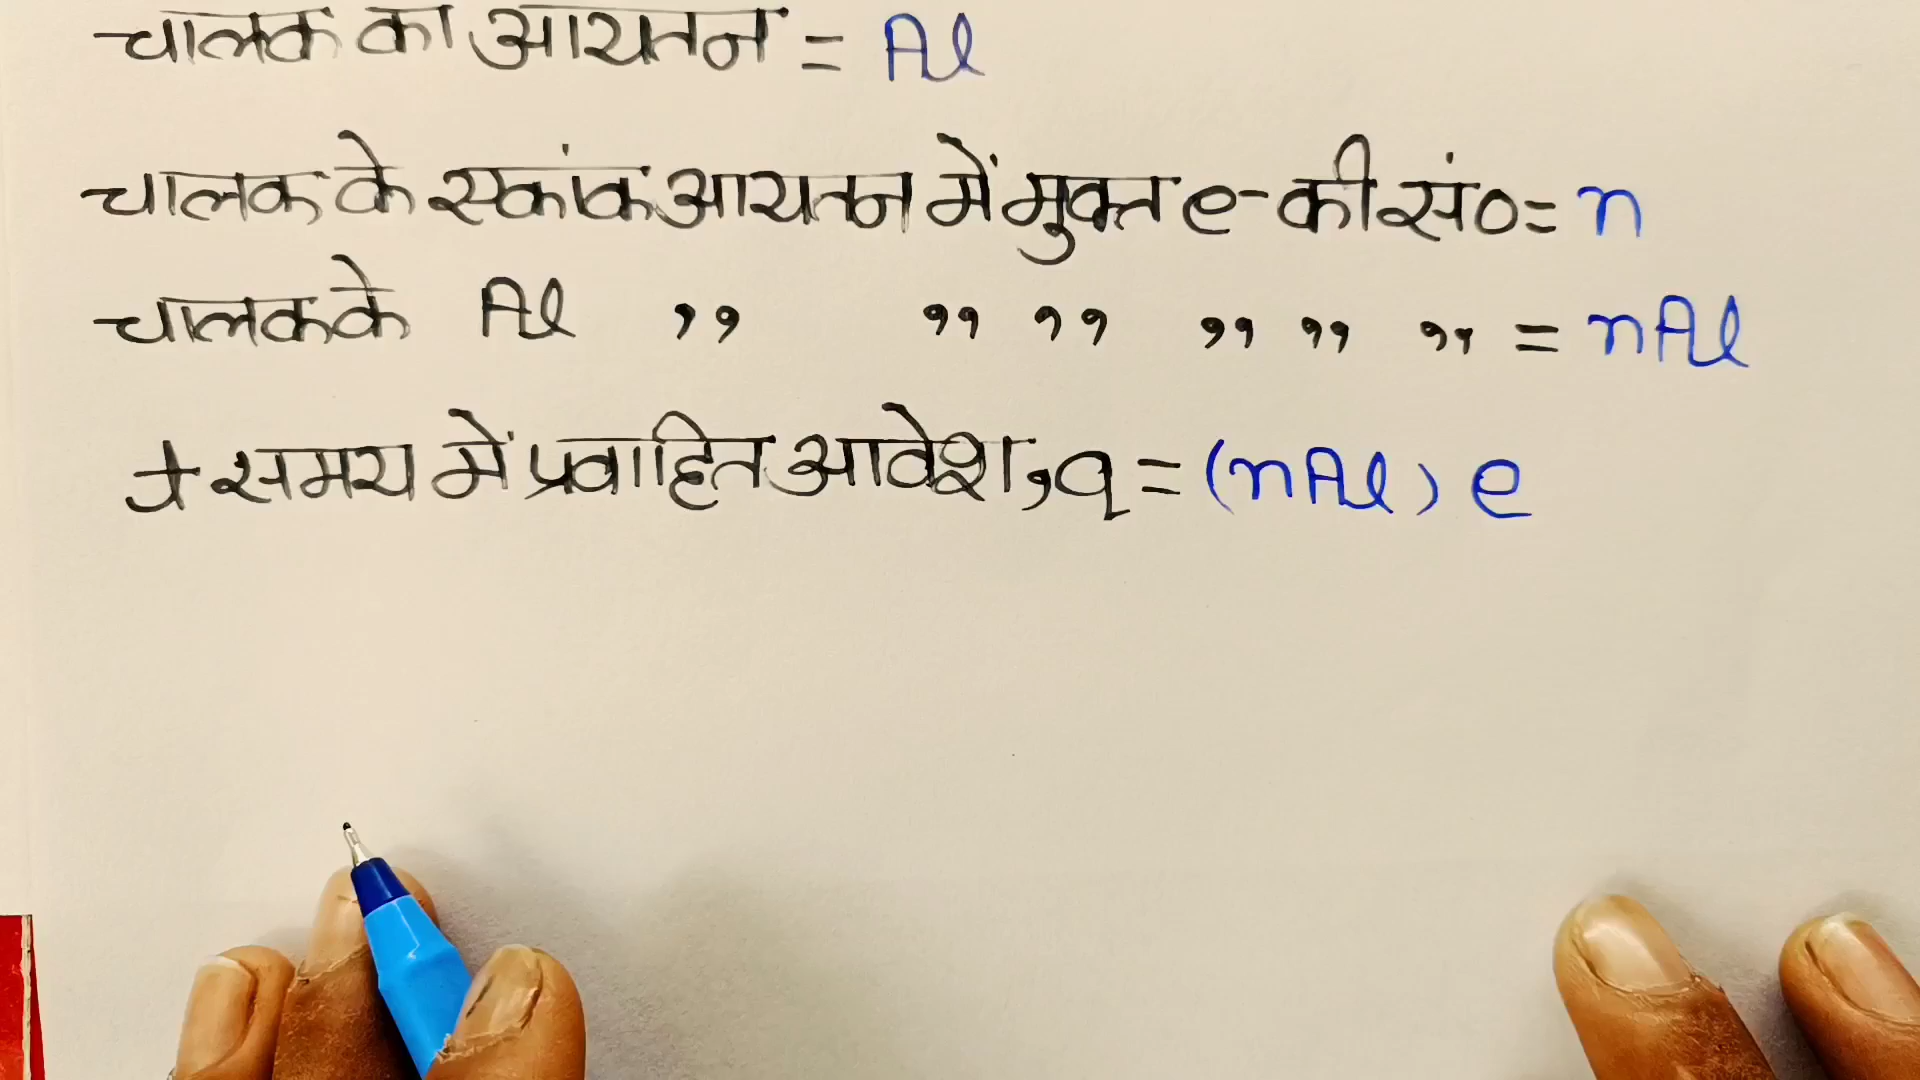 चालक का आयतन = Al
चालक के एकांक आयतन में मुक्त e- की सं० = n
चालक के Al ,, ,, ,, ,, ,, ,, = nAl
t समय में प्रवाहित आवेश, q = (nAl) e